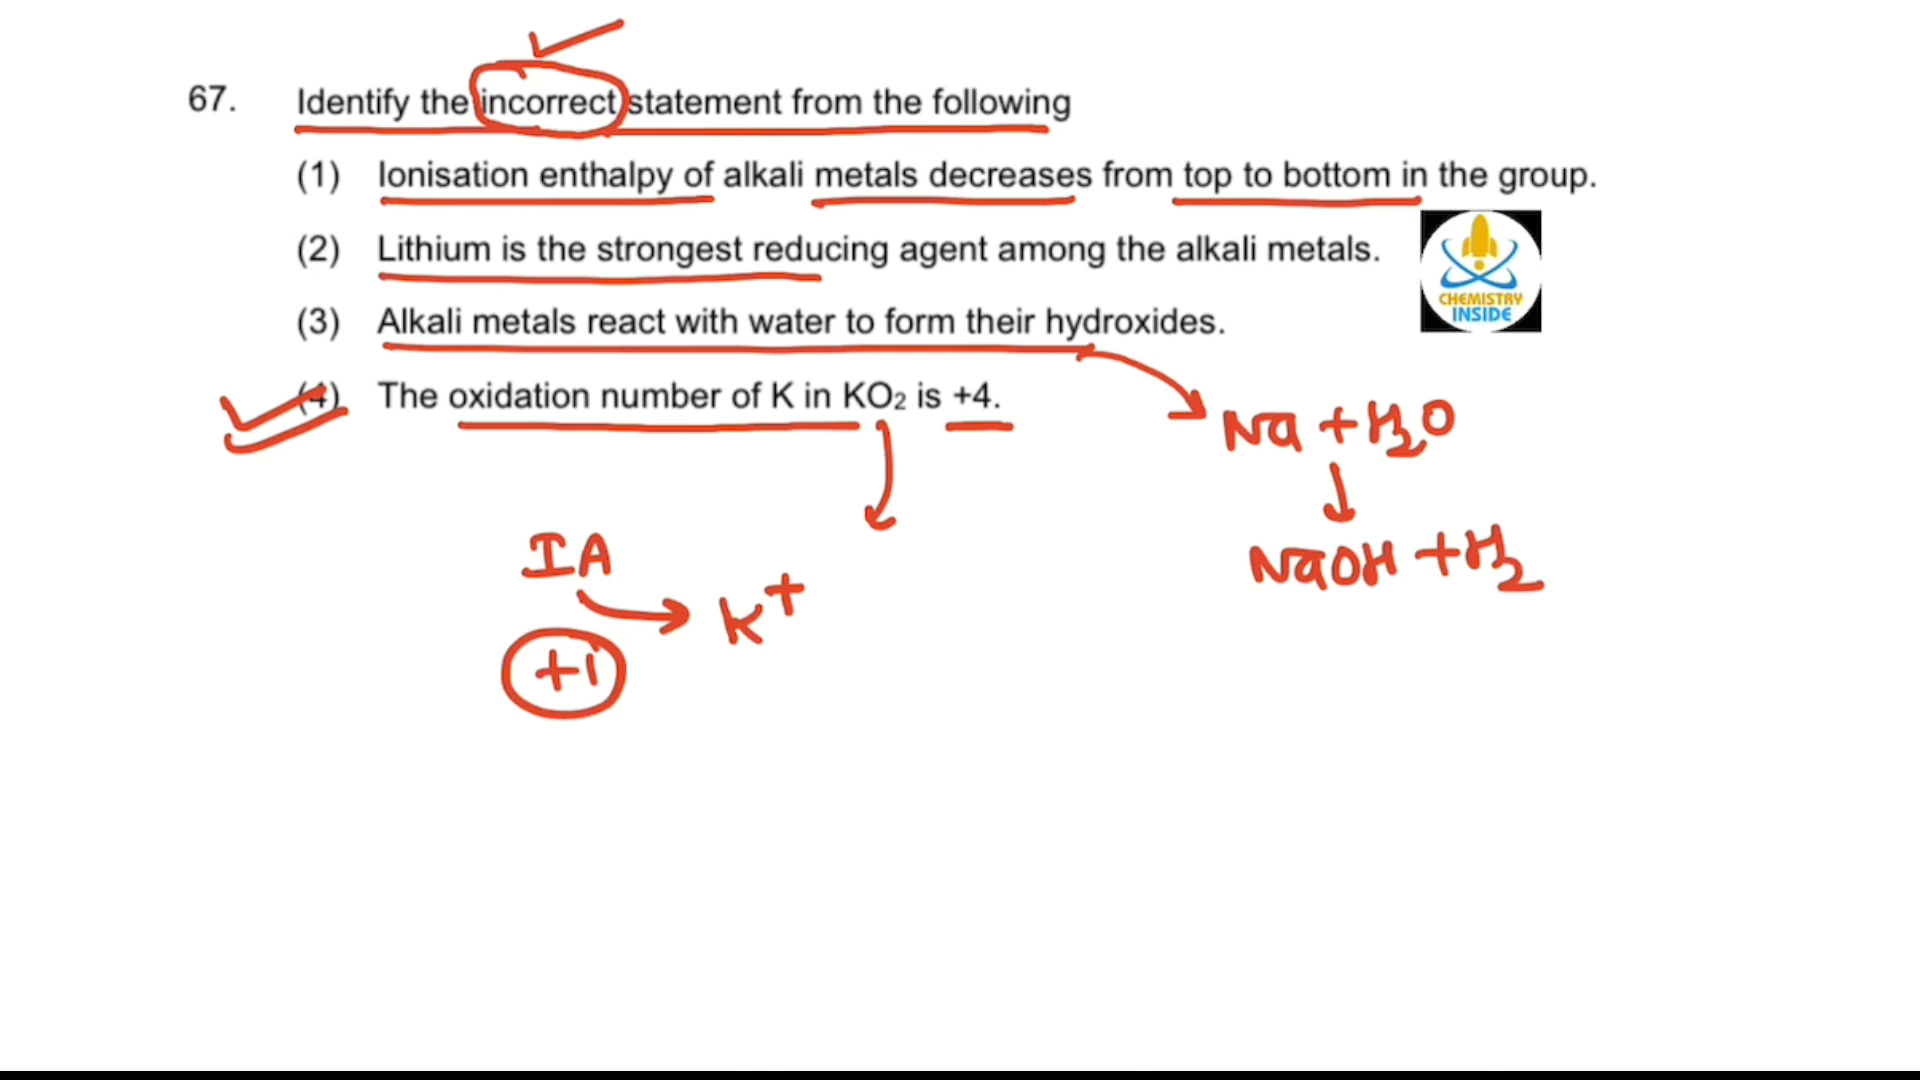 67. Identify the incorrect statement from the following
(1) Ionisation enthalpy of alkali metals decreases from top to bottom in the group.
(2) Lithium is the strongest reducing agent among the alkali metals.
CHEMISTRY
INSIDE
(3) Alkali metals react with water to form their hydroxides.
(4) The oxidation number of K in KO₂ is +4.
Na + H₂O
NaOH + H₂
IA
K⁺
+1